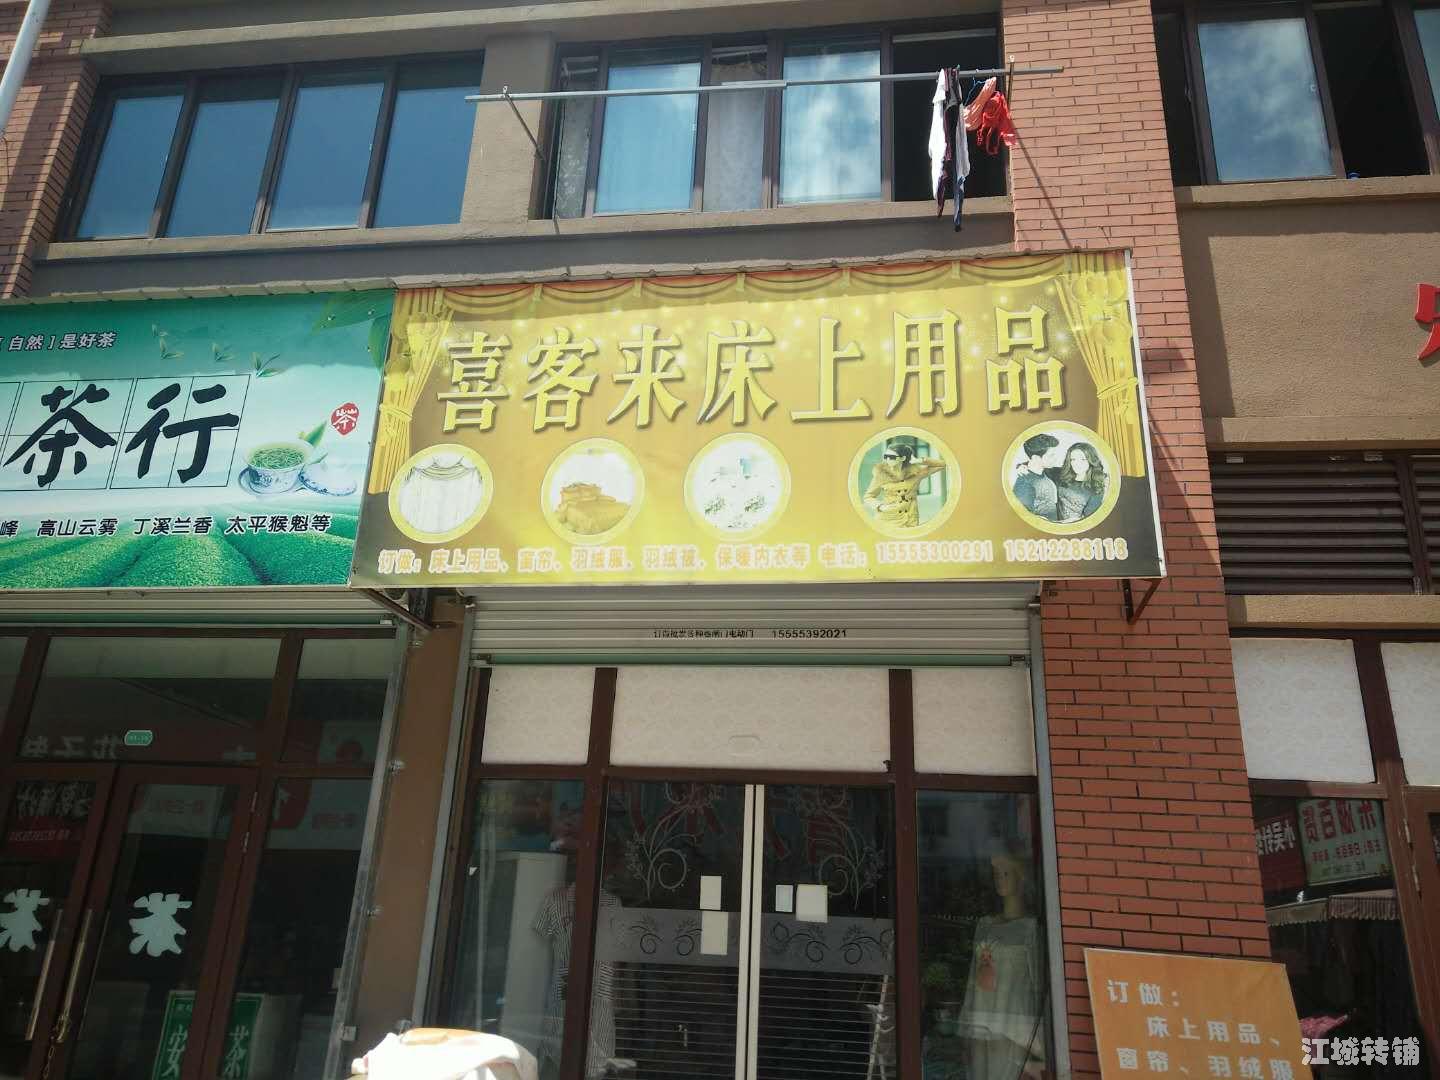 [自然]是好茶
茶行
茶
峰 高山云雾 丁溪兰香 太平猴魁等
喜客来床上用品
订做：床上用品、窗帘、羽绒服、羽绒被、保暖内衣等 电话：15555300291 15212288118
15555392021
茶
茶
茶
订做：
床上用品、
窗帘、羽绒服
江城转铺